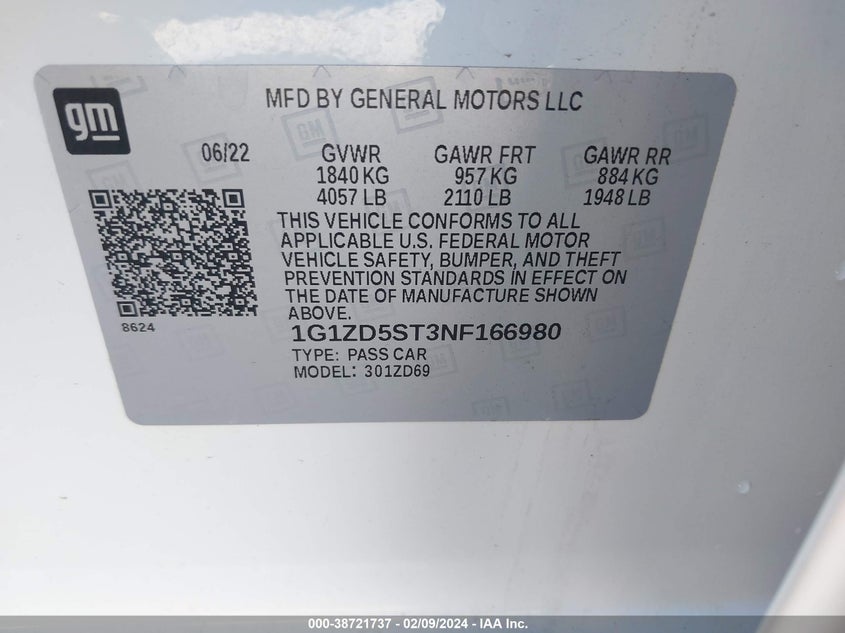 gm
MFD BY GENERAL MOTORS LLC
06/22 GVWR GAWR FRT GAWR RR
1840 KG 957 KG 884 KG
4057 LB 2110 LB 1948 LB
THIS VEHICLE CONFORMS TO ALL
APPLICABLE U.S. FEDERAL MOTOR
VEHICLE SAFETY, BUMPER, AND THEFT
PREVENTION STANDARDS IN EFFECT ON
THE DATE OF MANUFACTURE SHOWN
ABOVE.
8624
1G1ZD5ST3NF166980
TYPE: PASS CAR
MODEL: 301ZD69
000-38721737 - 02/09/2024 - IAA Inc.